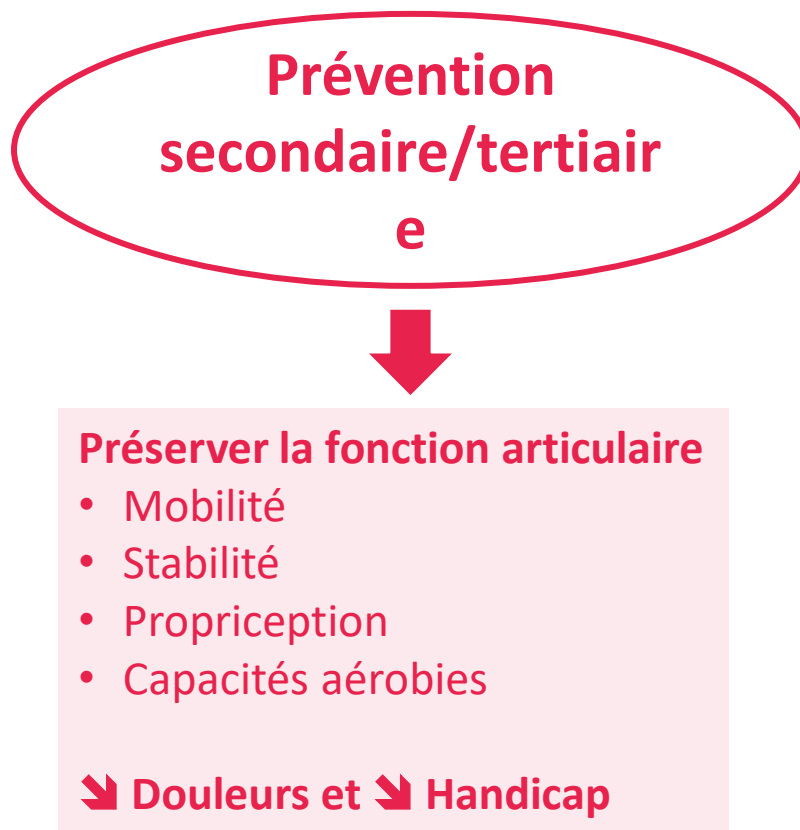 Prévention
secondaire/tertiair
e
Préserver la fonction articulaire
• Mobilité
• Stabilité
• Propriception
• Capacités aérobies
➘ Douleurs et ➘ Handicap